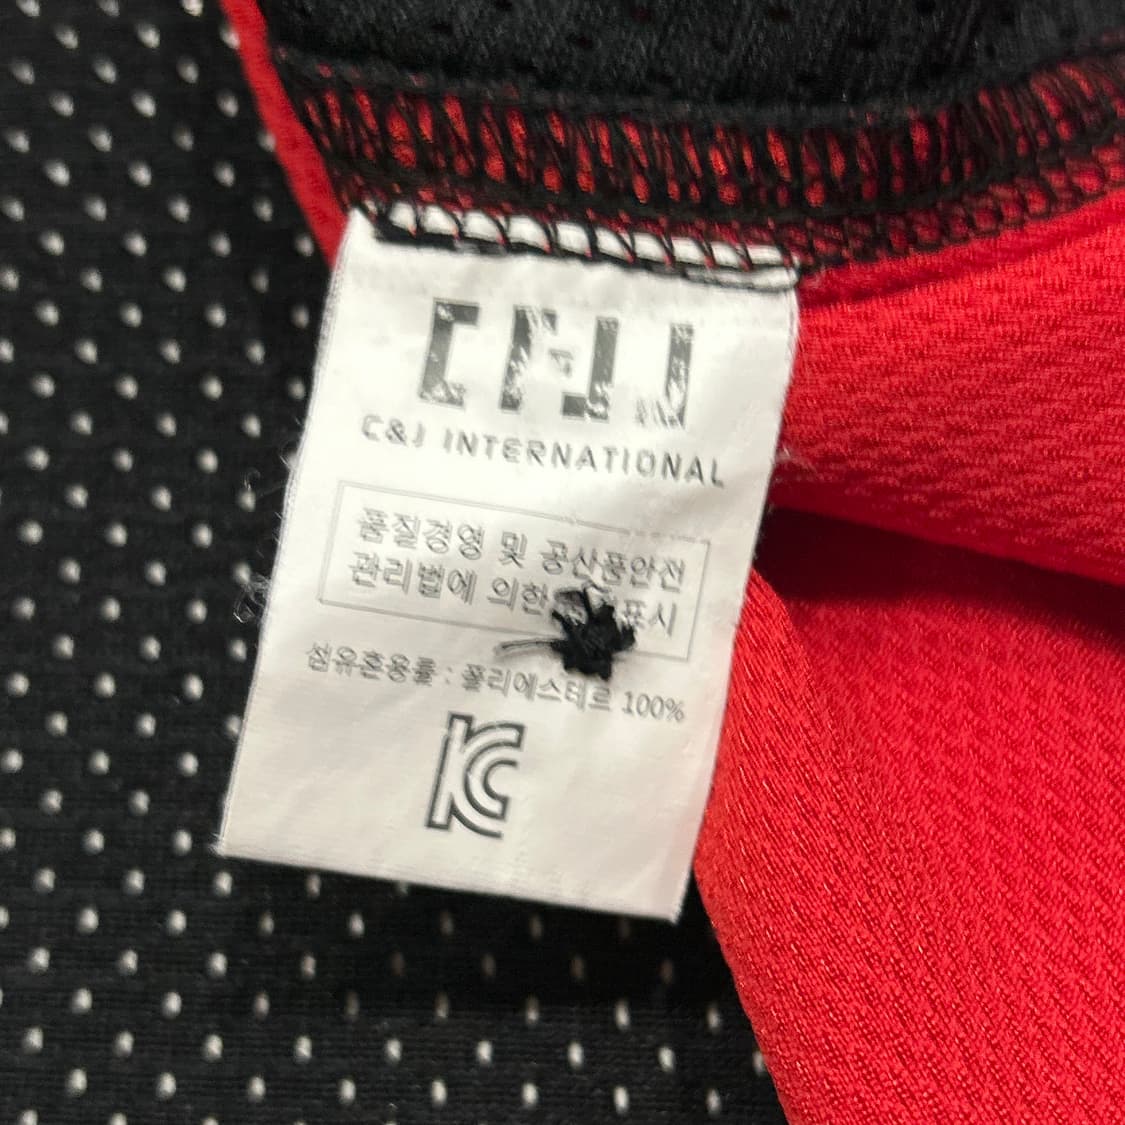 C&J INTERNATIONAL
품질경영 및 공산품안전
관리법에 의한 표시
섬유혼용률 : 폴리에스테르 100%
KC